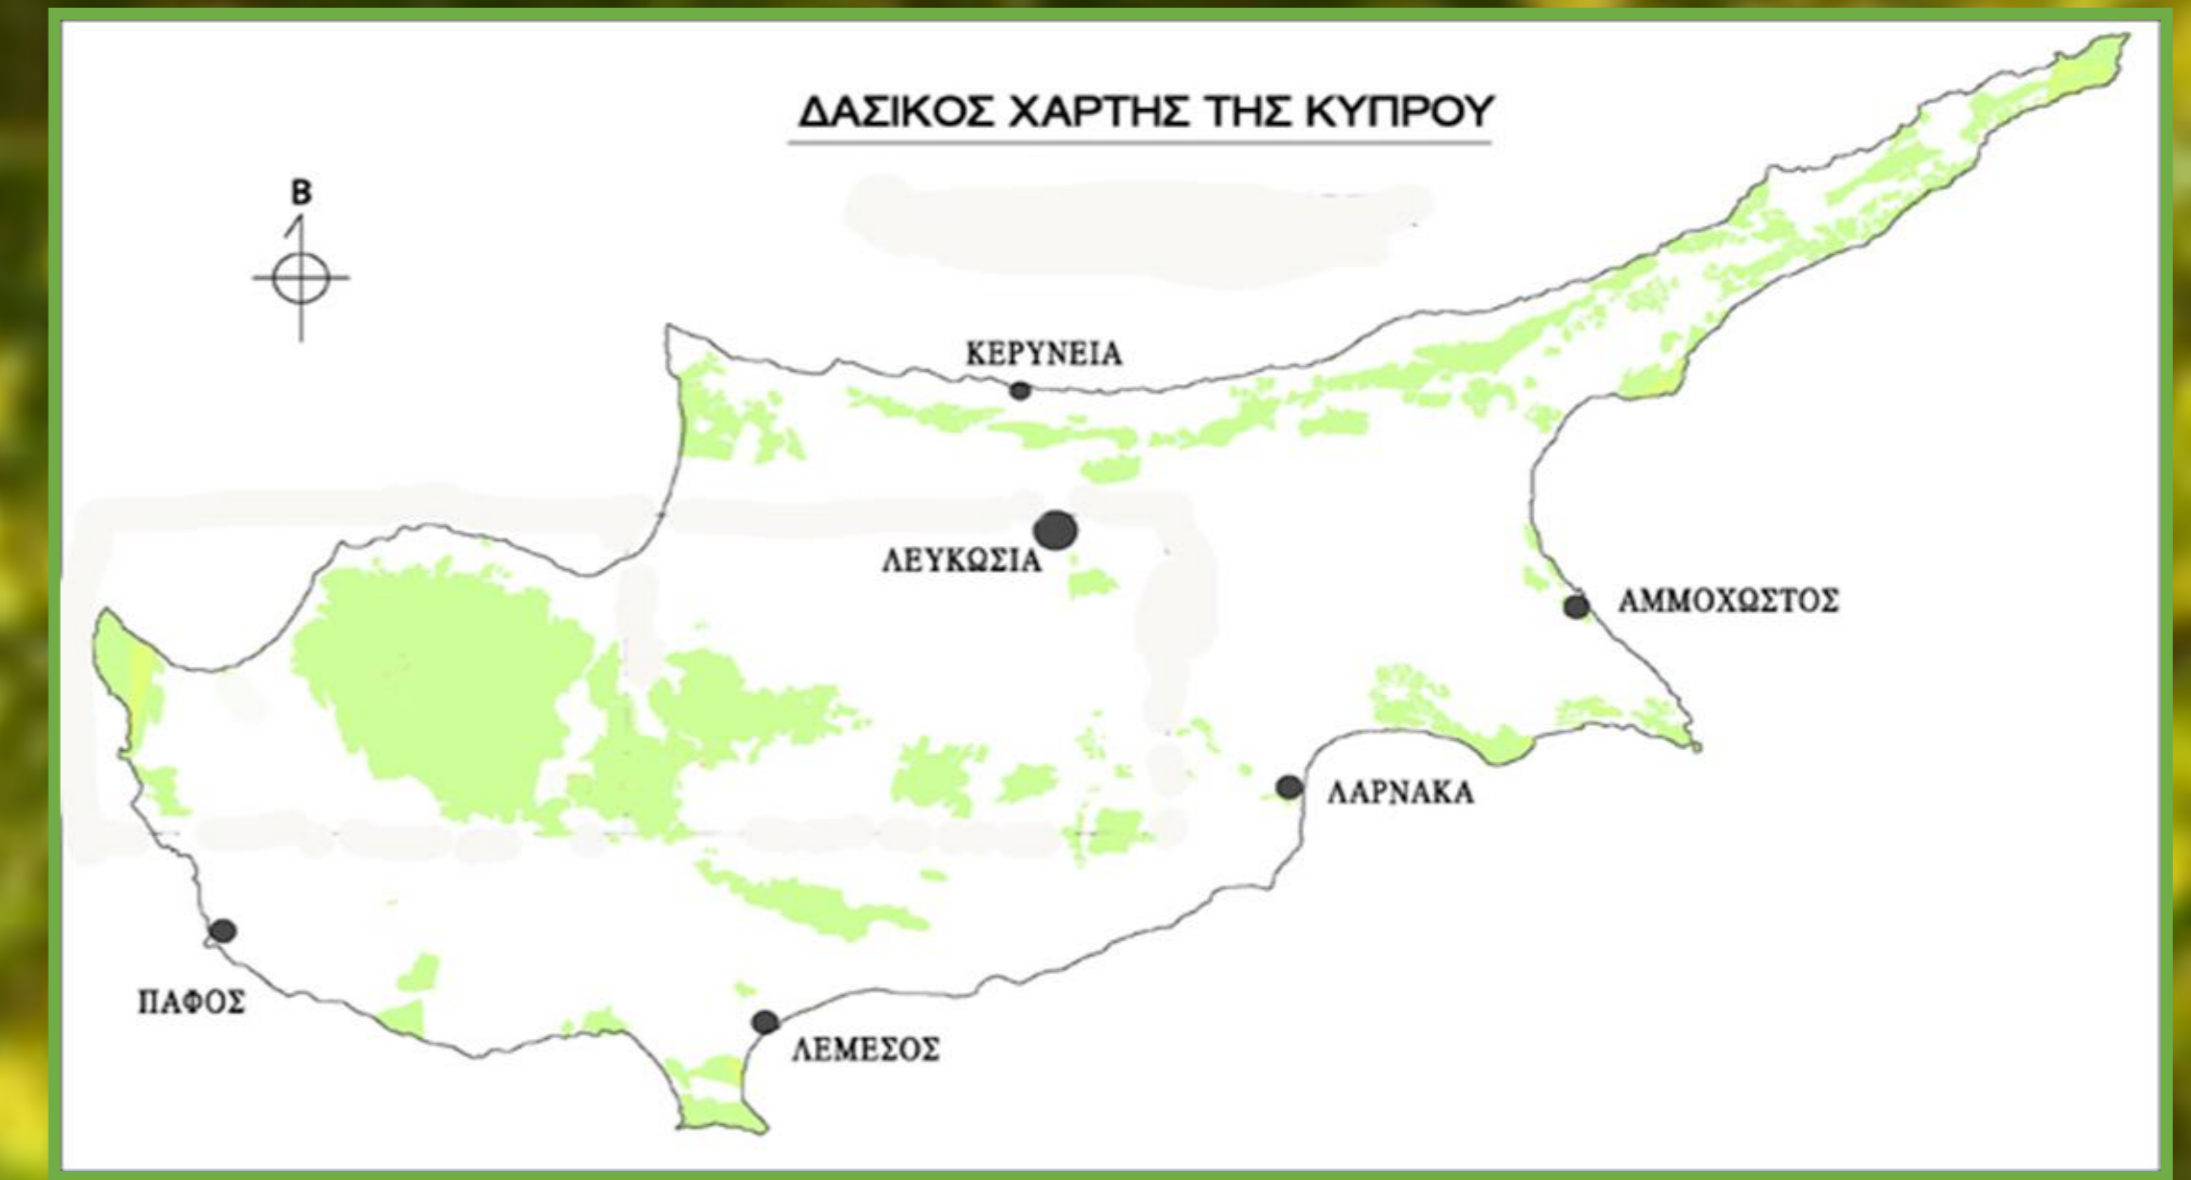 ΔΑΣΙΚΟΣ ΧΑΡΤΗΣ ΤΗΣ ΚΥΠΡΟΥ
Β
ΚΕΡΥΝΕΙΑ
ΛΕΥΚΩΣΙΑ
ΑΜΜΟΧΩΣΤΟΣ
ΛΑΡΝΑΚΑ
ΠΑΦΟΣ
ΛΕΜΕΣΟΣ